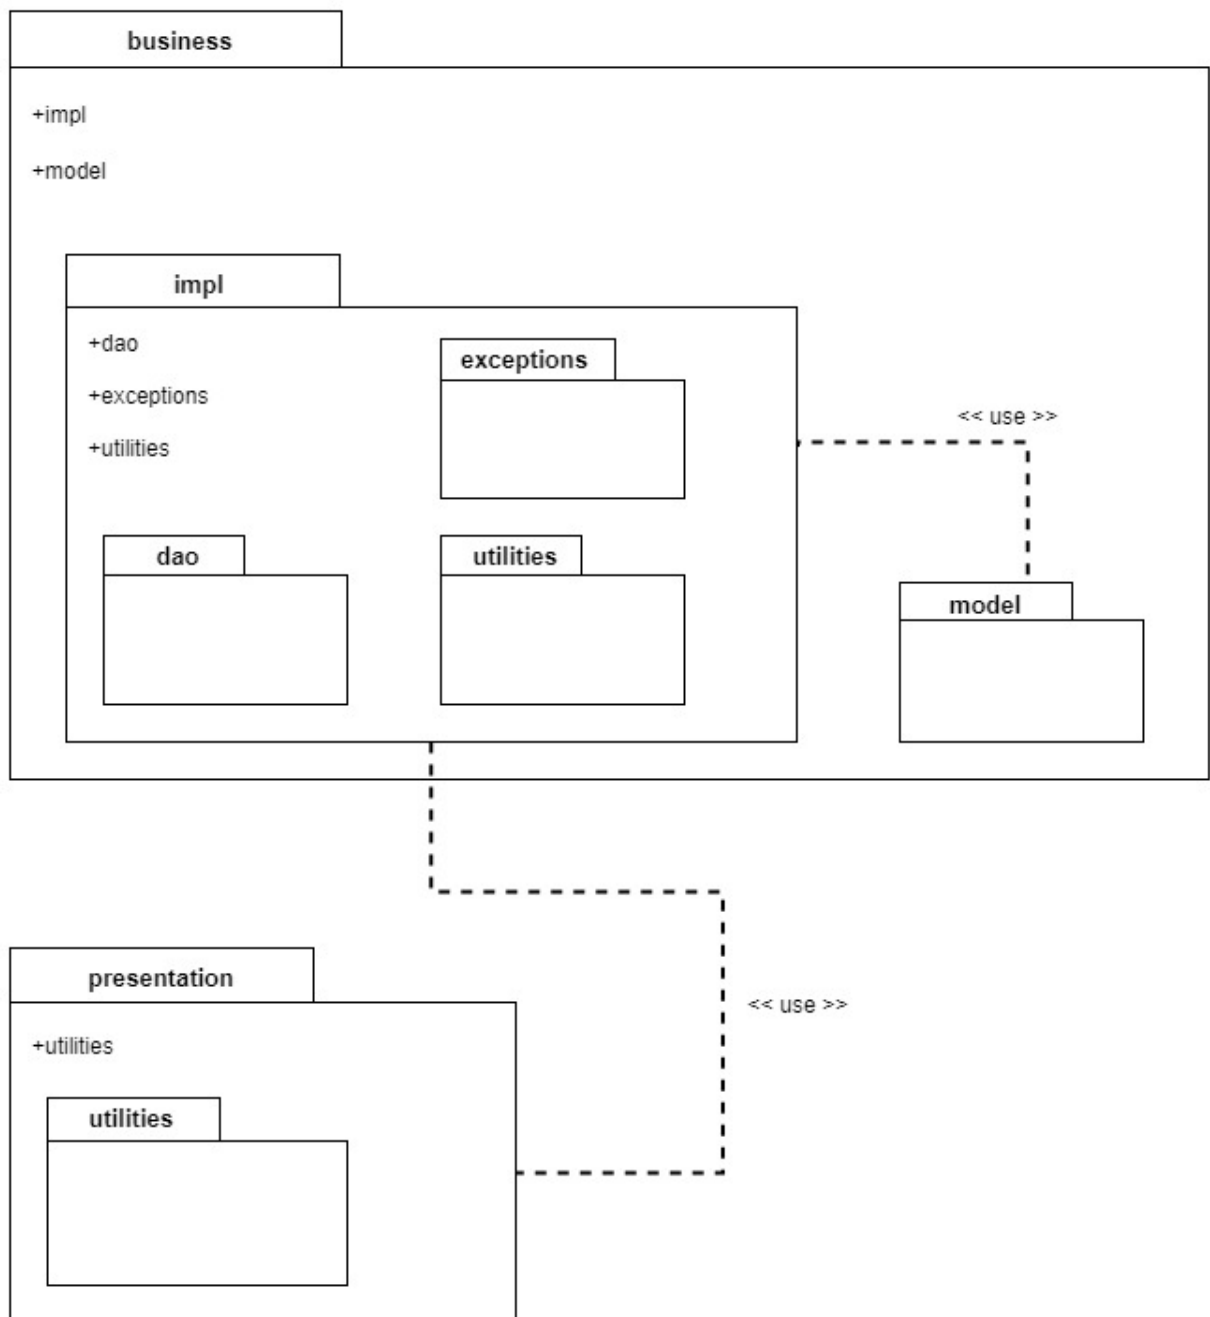 business
+impl
+model
impl
+dao
+exceptions
+utilities
exceptions
<< use >>
dao
utilities
model
presentation
<< use >>
+utilities
utilities